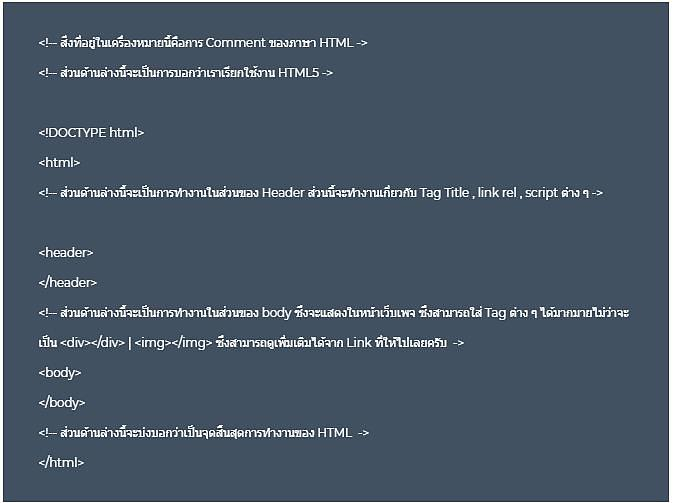 <!-- สิ่งที่อยู่ในเครื่องหมายนี้คือการ Comment ของภาษา HTML ->
<!-- ส่วนด้านล่างนี้จะเป็นการบอกว่าเราเรียกใช้งาน HTML5 ->
<!DOCTYPE html>
<html>
<!-- ส่วนด้านล่างนี้จะเป็นการทำงานในส่วนของ Header ส่วนนี้จะทำงานเกี่ยวกับ Tag Title , link rel , script ต่าง ๆ ->
<header>
</header>
<!-- ส่วนด้านล่างนี้จะเป็นการทำงานในส่วนของ body ซึ่งจะแสดงในหน้าเว็บเพจ ซึ่งสามารถใส่ Tag ต่าง ๆ ได้มากมายไม่ว่าจะ
เป็น <div></div> | <img></img> ซึ่งสามารถดูเพิ่มเติมได้จาก Link ที่ให้ไปเลยครับ ->
<body>
</body>
<!-- ส่วนด้านล่างนี้จะบ่งบอกว่าเป็นจุดสิ้นสุดการทำงานของ HTML ->
</html>